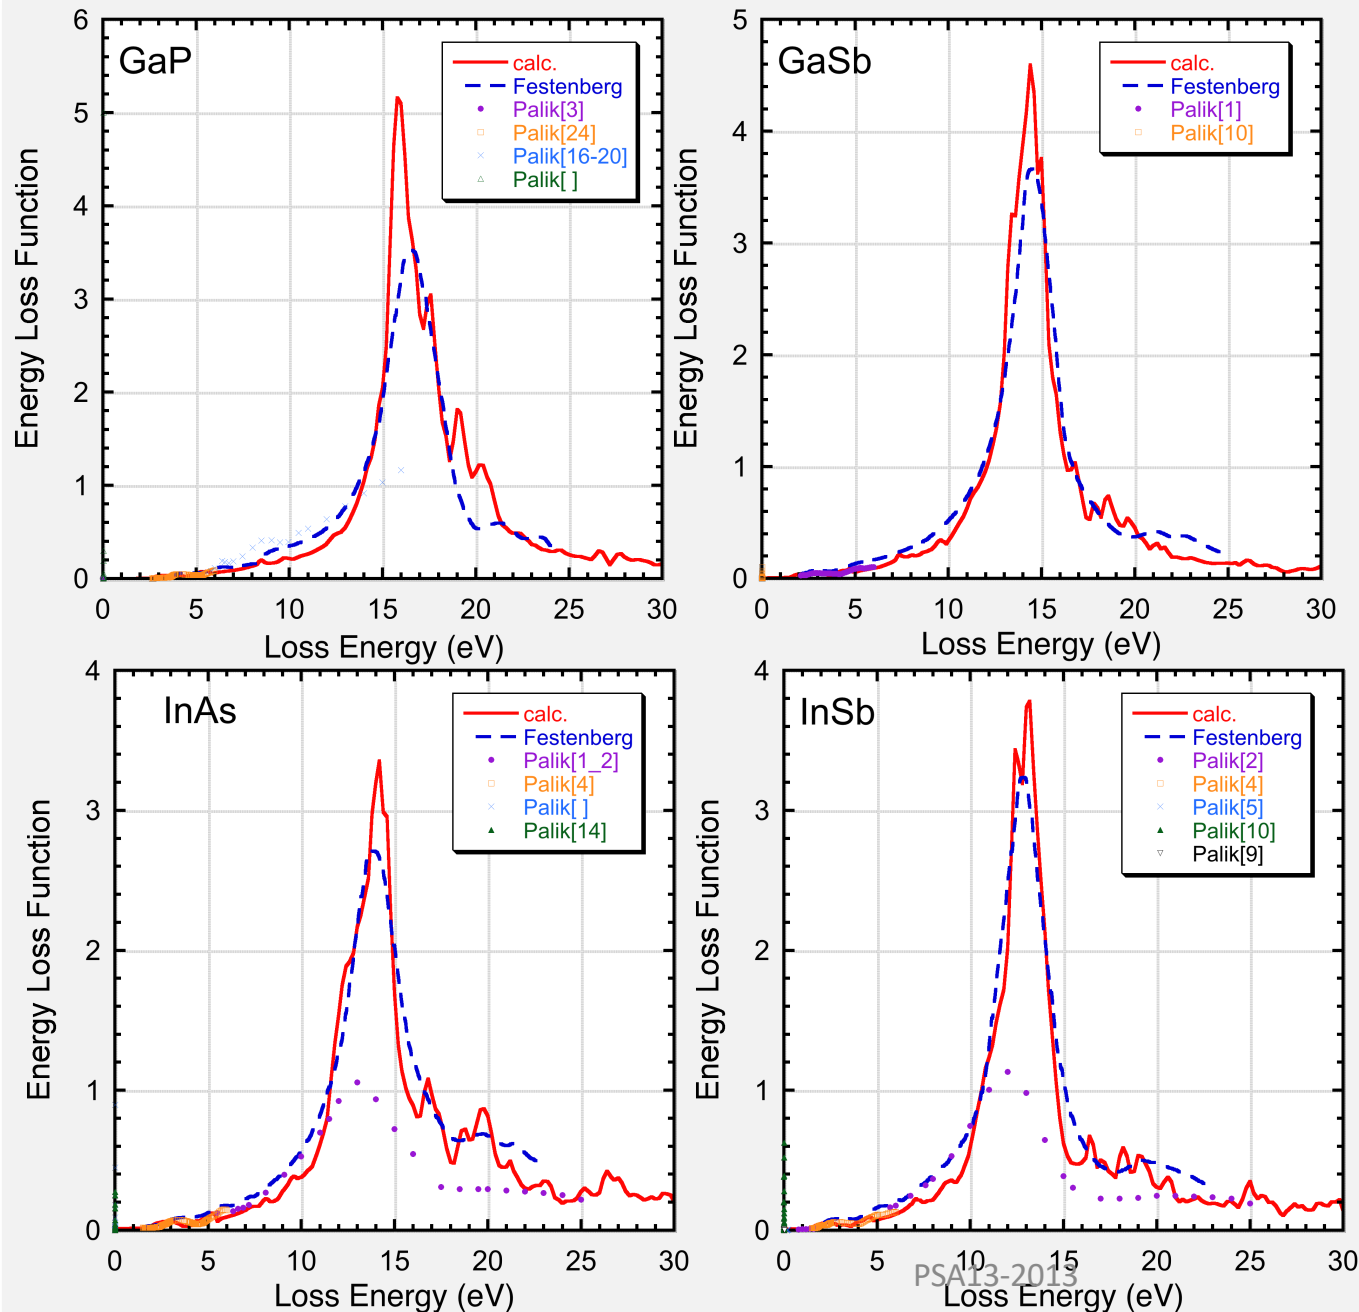 GaP
calc.
Festenberg
Palik[3]
Palik[24]
Palik[16-20]
Palik[ ]
Energy Loss Function
6
5
4
3
2
1
0
0 5 10 15 20 25 30
Loss Energy (eV)
GaSb
calc.
Festenberg
Palik[1]
Palik[10]
Energy Loss Function
5
4
3
2
1
0
0 5 10 15 20 25 30
Loss Energy (eV)
InAs
calc.
Festenberg
Palik[1_2]
Palik[4]
Palik[ ]
Palik[14]
Energy Loss Function
4
3
2
1
0
0 5 10 15 20 25 30
Loss Energy (eV)
InSb
calc.
Festenberg
Palik[2]
Palik[4]
Palik[5]
Palik[10]
Palik[9]
Energy Loss Function
4
3
2
1
0
0 5 10 15 20 25 30
PSA13-2013
Loss Energy (eV)